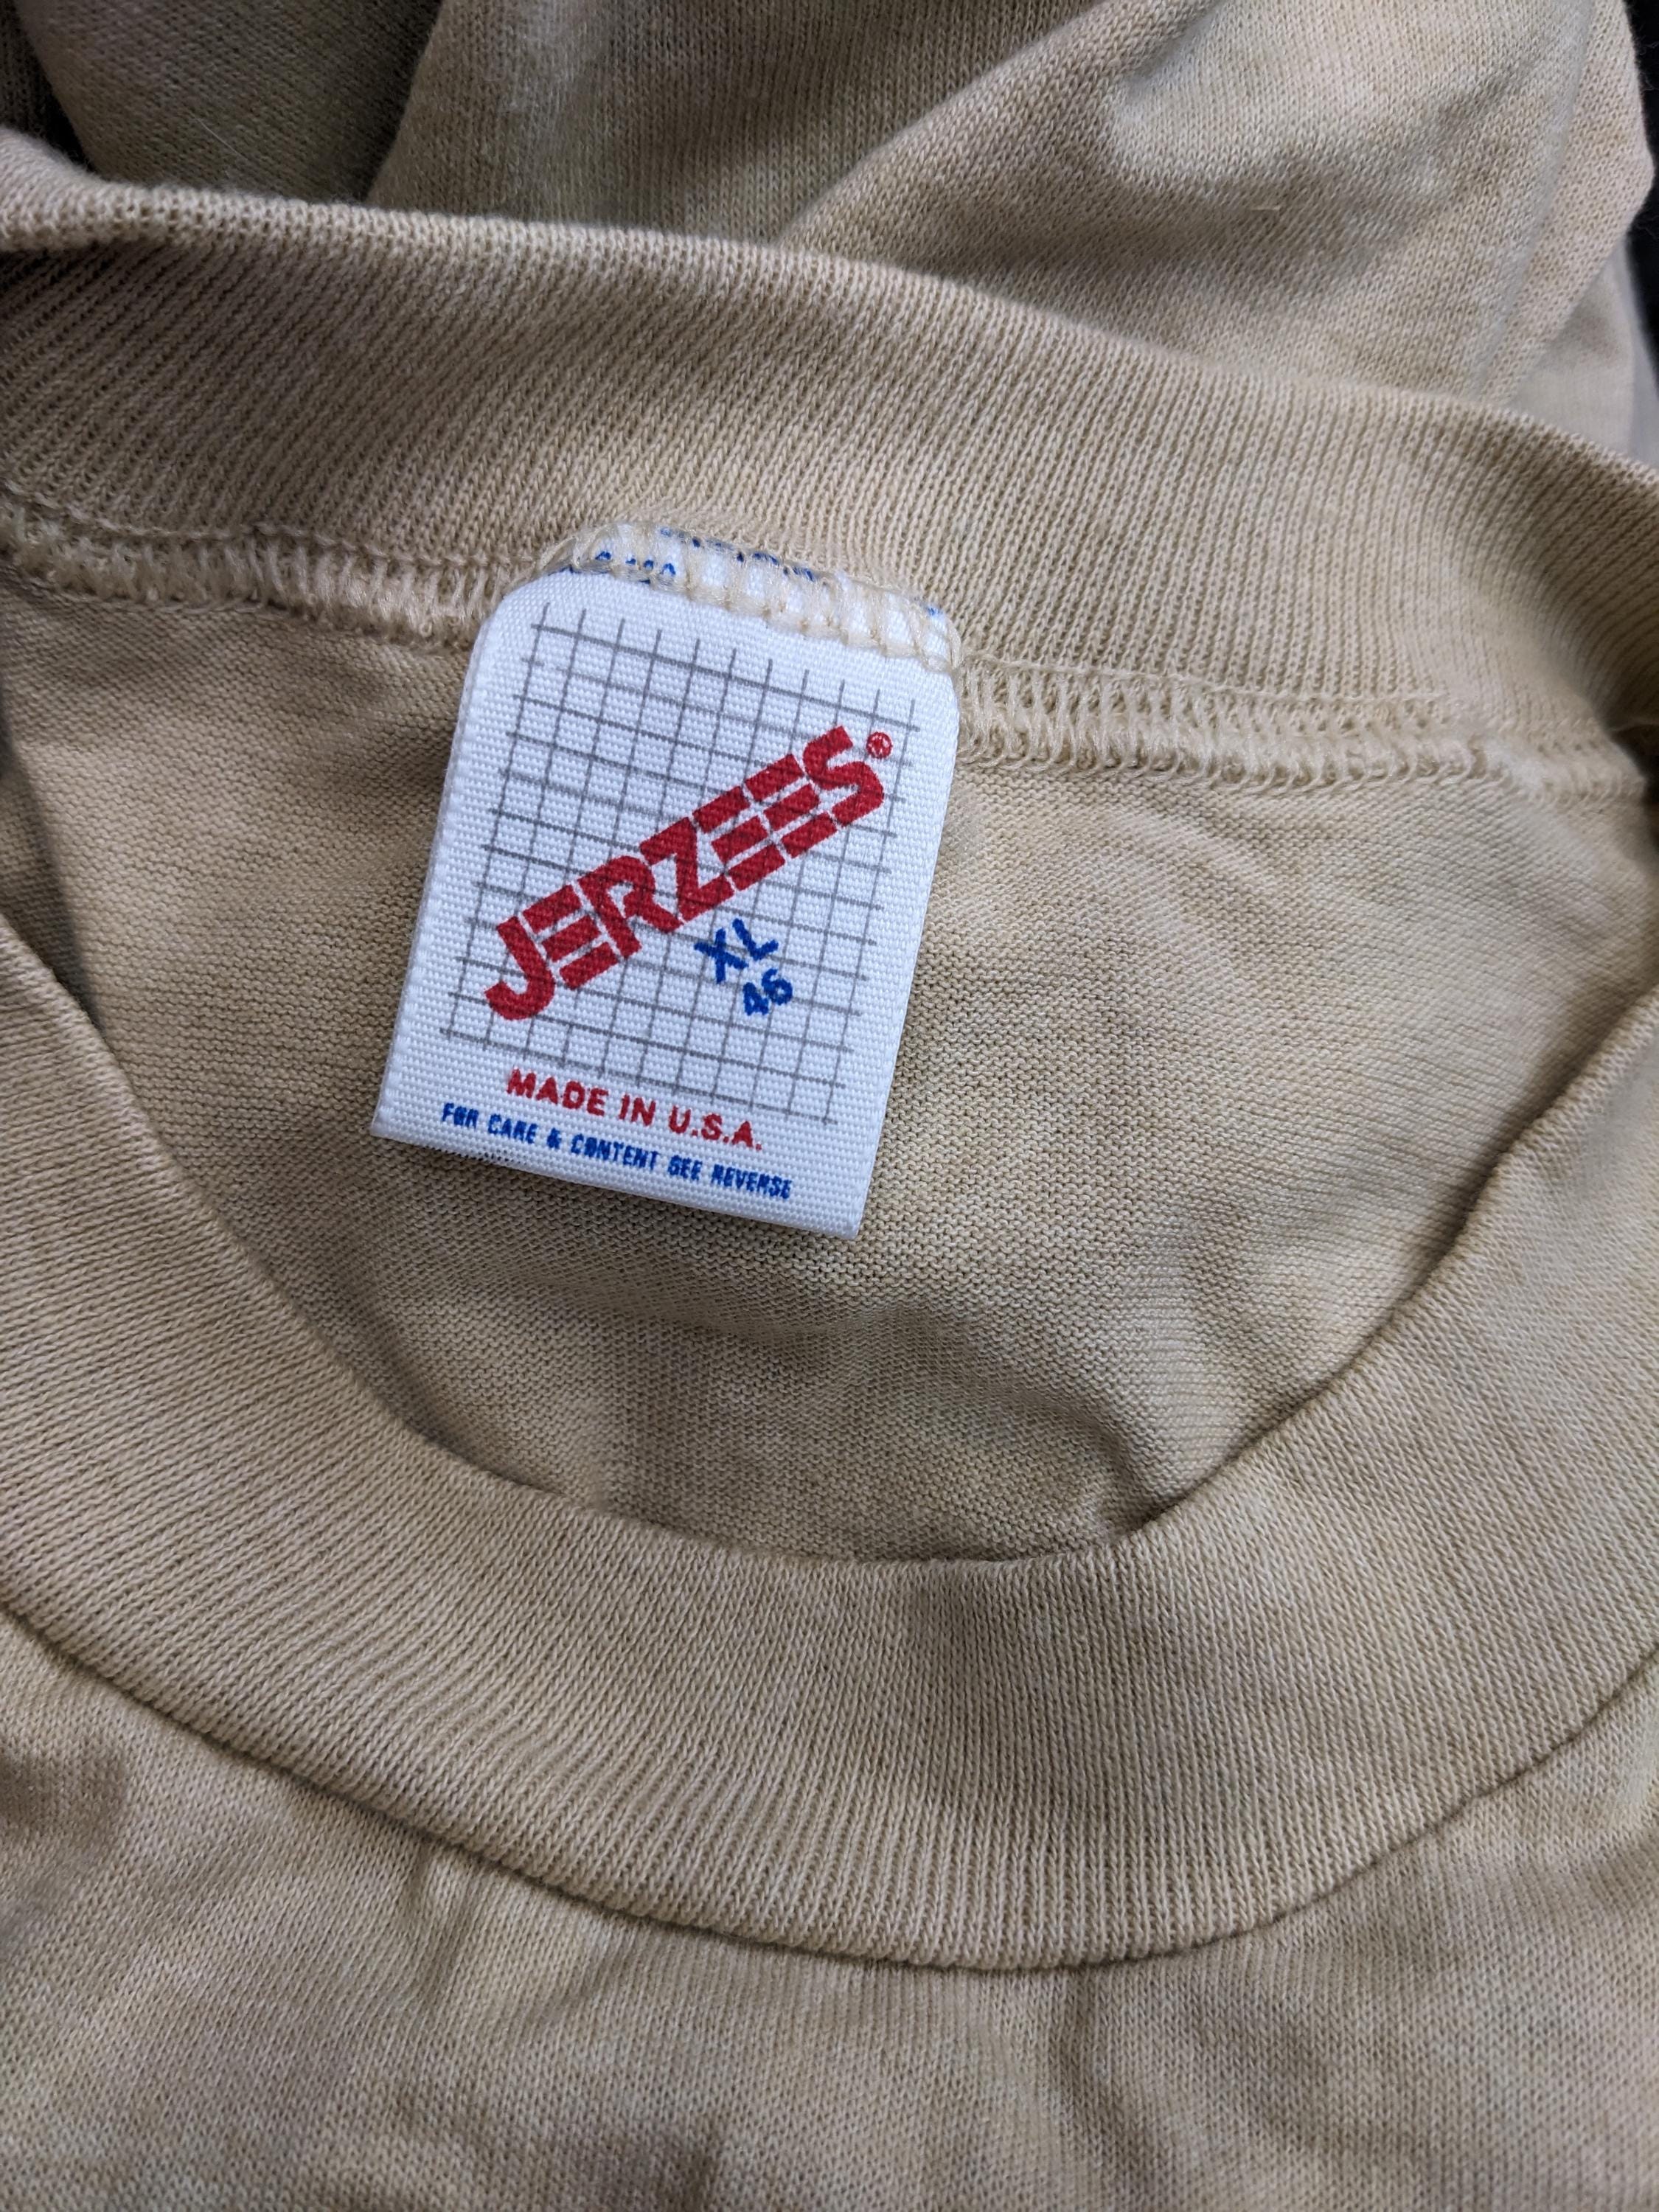 JERZEES®
XL
46
MADE IN U.S.A.
FOR CARE & CONTENT SEE REVERSE